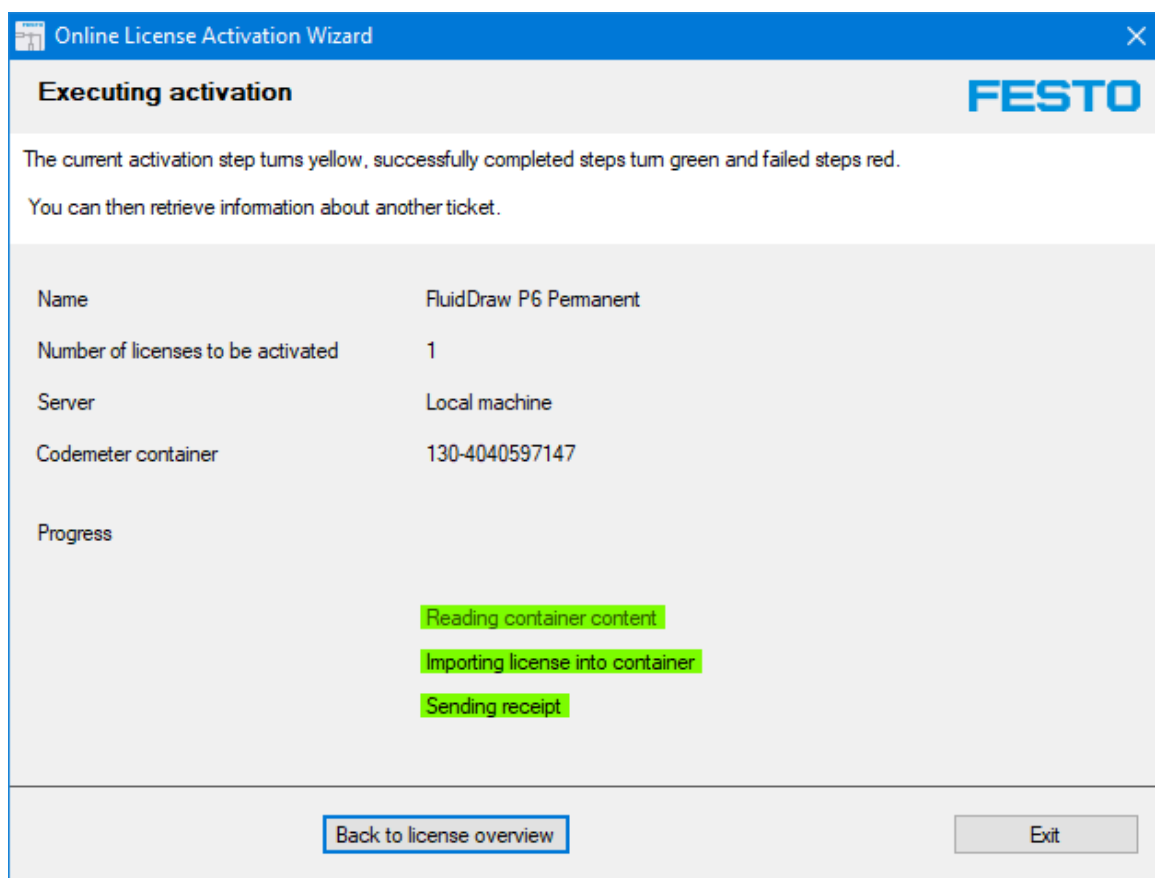 Online License Activation Wizard
Executing activation
FESTO
The current activation step turns yellow, successfully completed steps turn green and failed steps red.
You can then retrieve information about another ticket.
Name FluidDraw P6 Permanent
Number of licenses to be activated 1
Server Local machine
Codemeter container 130-4040597147
Progress
Reading container content
Importing license into container
Sending receipt
Back to license overview Exit